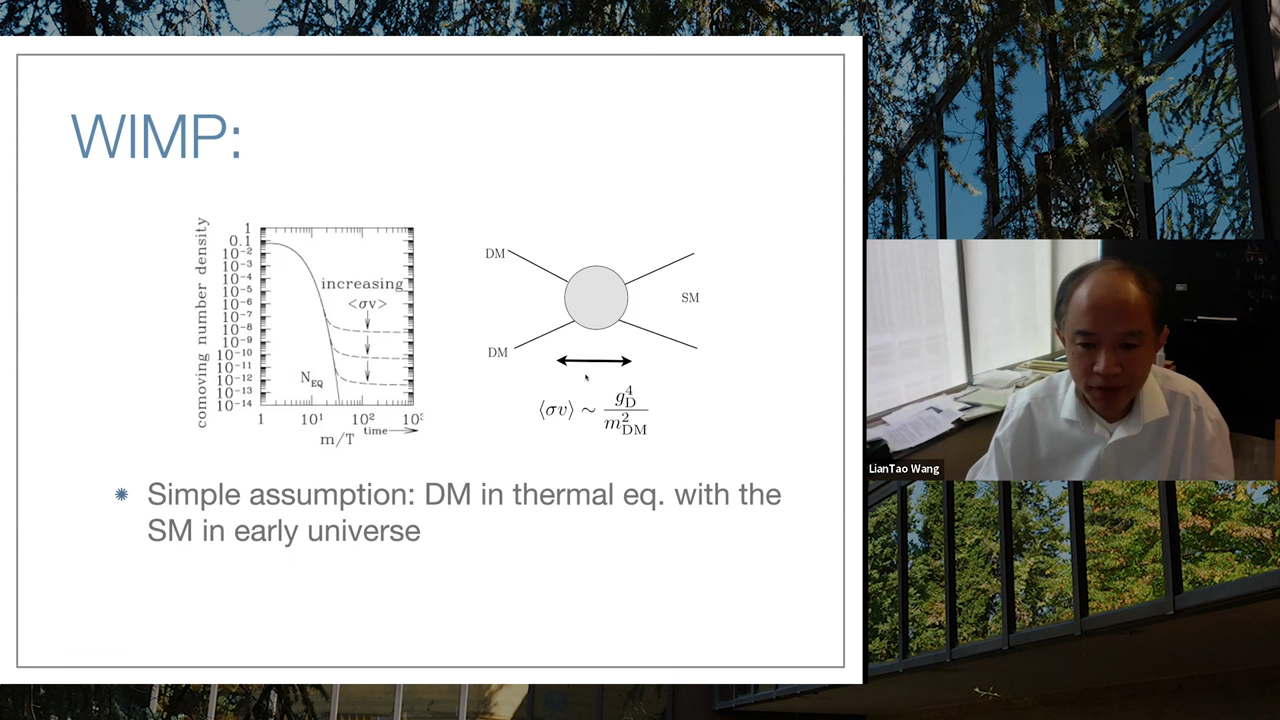 WIMP:
comoving number density
1
0.1
10⁻²
10⁻³
10⁻⁴
10⁻⁵
10⁻⁶
10⁻⁷
10⁻⁸
10⁻⁹
10⁻¹⁰
10⁻¹¹
10⁻¹²
10⁻¹³
10⁻¹⁴
increasing
<σv>
N_EQ
1 10¹ 10² 10³
m/T time
DM
SM
DM
⟨σv⟩ ~ g_D⁴ / m_DM²
Simple assumption: DM in thermal eq. with the
SM in early universe
LianTao Wang